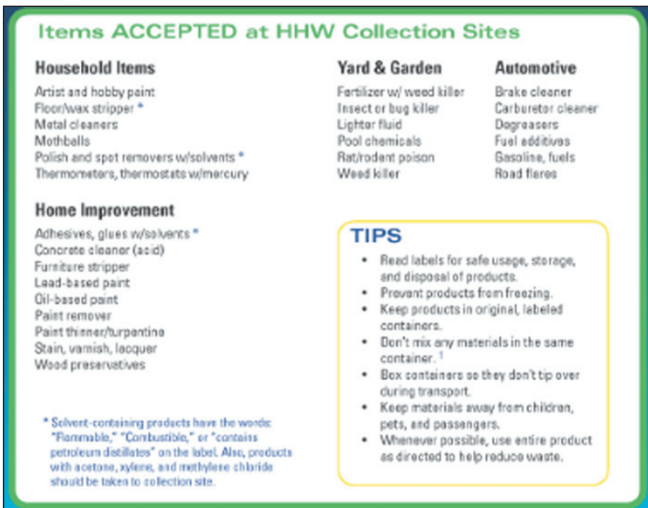 Items ACCEPTED at HHW Collection Sites
Household Items
Artist and hobby paint
Floor/wax stripper *
Metal cleaners
Mothballs
Polish and spot removers w/solvents *
Thermometers, thermostats w/mercury
Yard & Garden
Fertilizer w/ weed killer
Insect or bug killer
Lighter fluid
Pool chemicals
Rat/rodent poison
Weed killer
Automotive
Brake cleaner
Carburetor cleaner
Degreasers
Fuel additives
Gasoline, fuels
Road flares
Home Improvement
Adhesives, glues w/solvents *
Concrete cleaner (acid)
Furniture stripper
Lead-based paint
Oil-based paint
Paint remover
Paint thinner/turpentine
Stain, varnish, lacquer
Wood preservatives
* Solvent-containing products have the words:
"Flammable," "Combustible," or "contains
petroleum distillates" on the label. Also, products
with acetone, xylene, and methylene chloride
should be taken to collection site.
TIPS
• Read labels for safe usage, storage,
and disposal of products.
• Prevent products from freezing.
• Keep products in original, labeled
containers.
• Don't mix any materials in the same
container. 1
• Box containers so they don't tip over
during transport.
• Keep materials away from children,
pets, and passengers.
• Whenever possible, use entire product
as directed to help reduce waste.